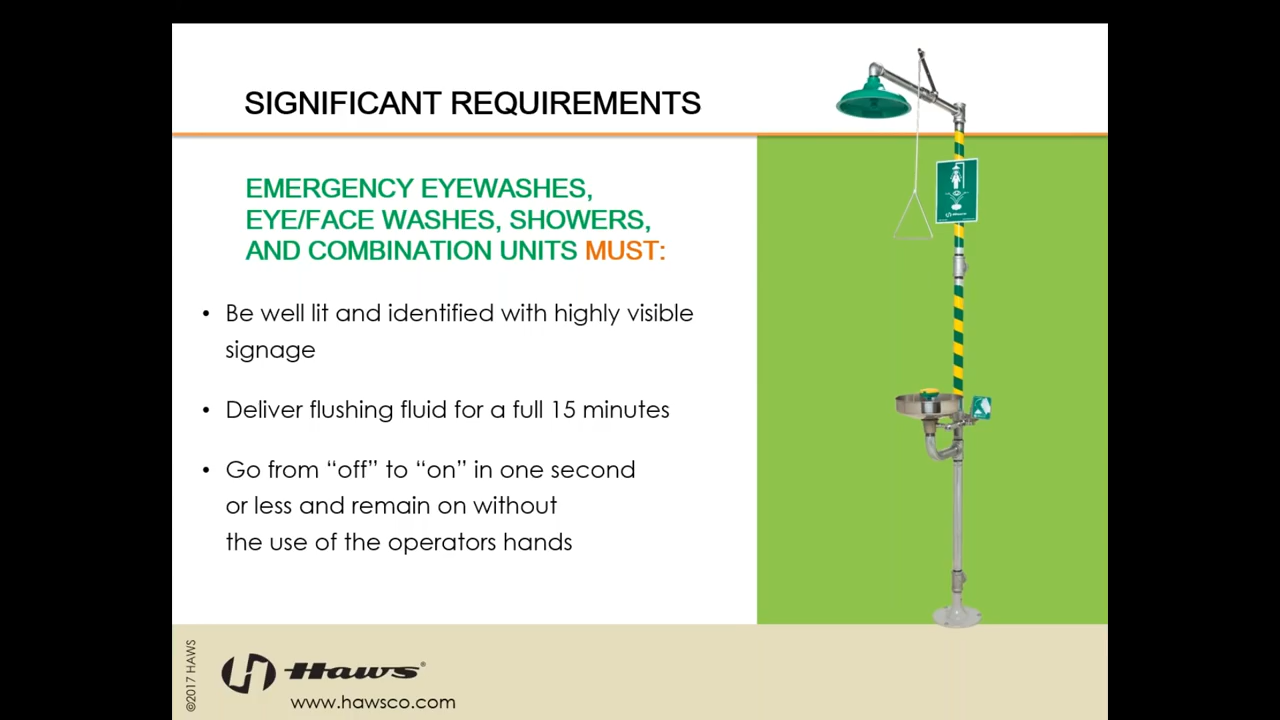 SIGNIFICANT REQUIREMENTS
EMERGENCY EYEWASHES,
EYE/FACE WASHES, SHOWERS,
AND COMBINATION UNITS MUST:
• Be well lit and identified with highly visible
signage
• Deliver flushing fluid for a full 15 minutes
• Go from “off” to “on” in one second
or less and remain on without
the use of the operators hands
Haws
©2017 HAWS
Haws®
www.hawsco.com